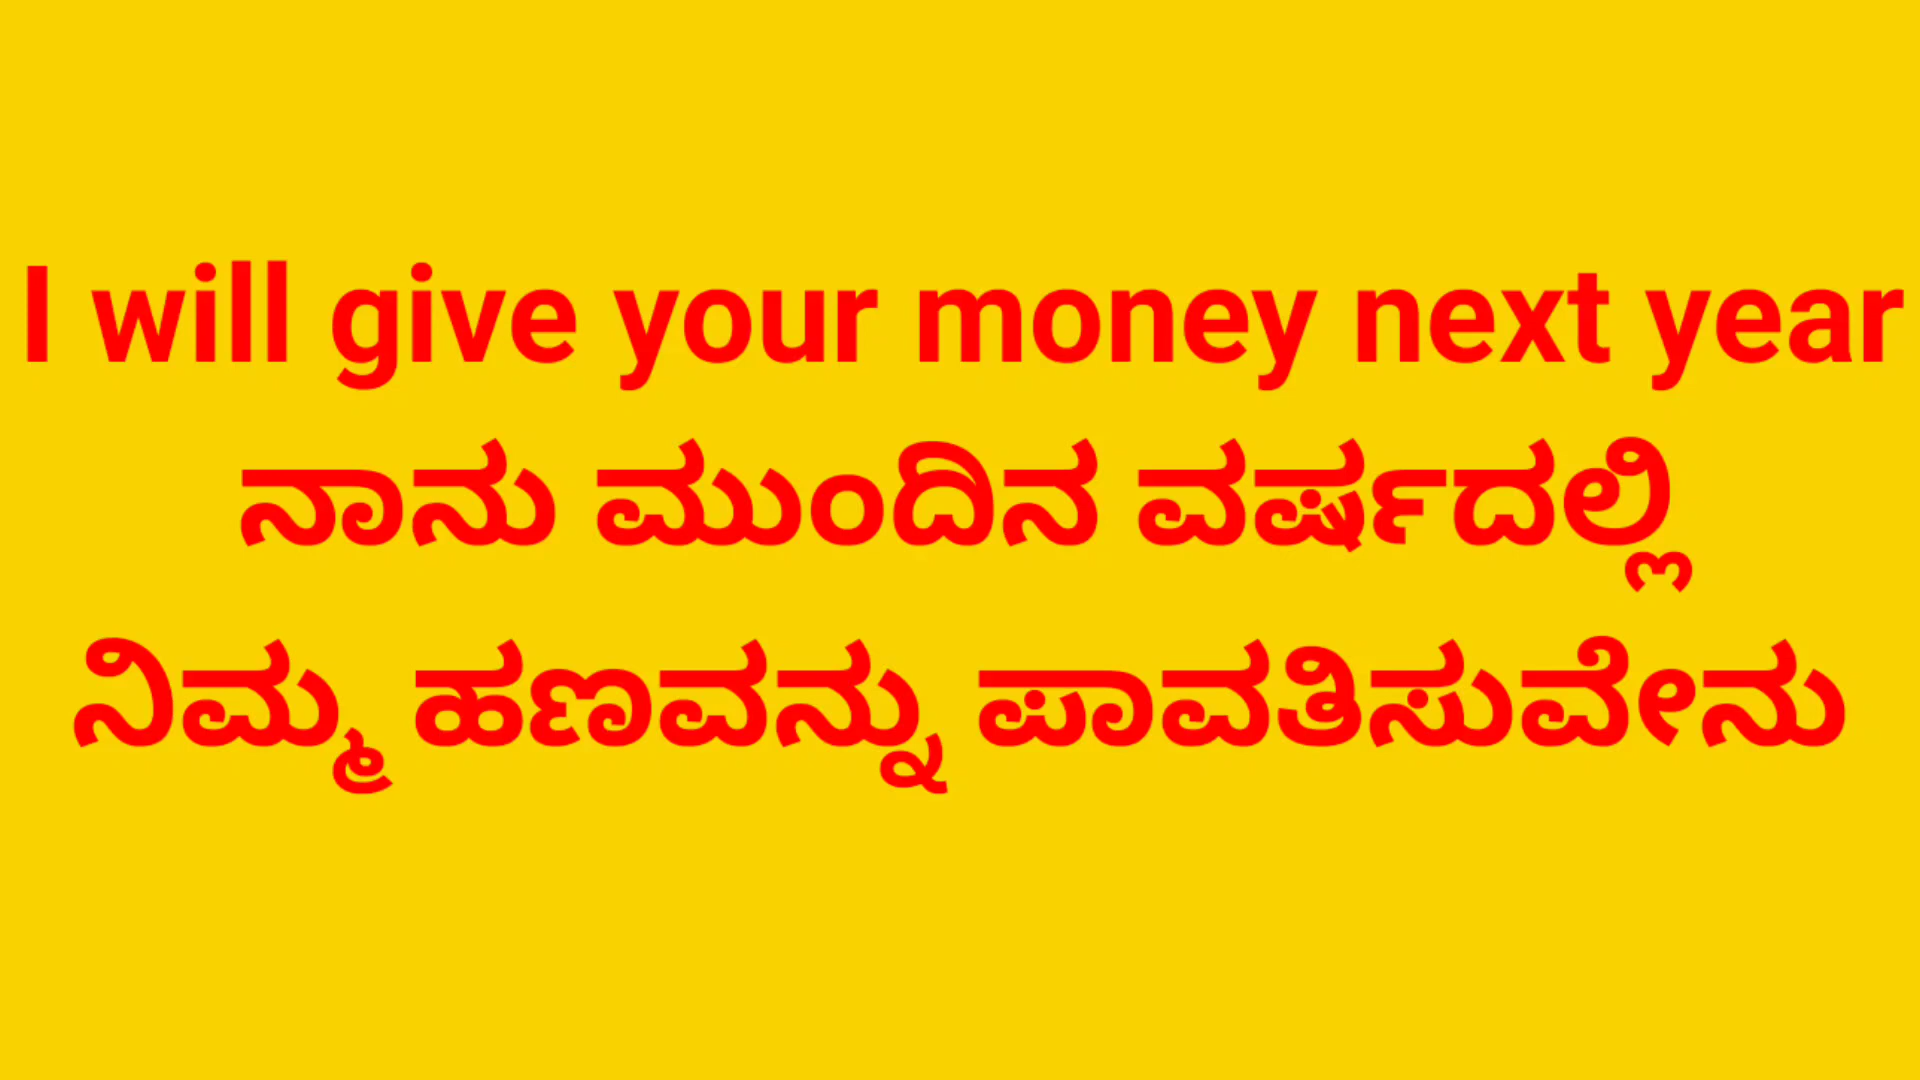 I will give your money next year
ನಾನು ಮುಂದಿನ ವರ್ಷದಲ್ಲಿ
ನಿಮ್ಮ ಹಣವನ್ನು ಪಾವತಿಸುವೇನು